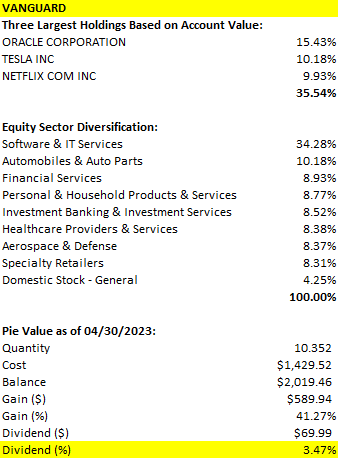 VANGUARD
Three Largest Holdings Based on Account Value:
ORACLE CORPORATION 15.43%
TESLA INC 10.18%
NETFLIX COM INC 9.93%
35.54%
Equity Sector Diversification:
Software & IT Services 34.28%
Automobiles & Auto Parts 10.18%
Financial Services 8.93%
Personal & Household Products & Services 8.77%
Investment Banking & Investment Services 8.52%
Healthcare Providers & Services 8.38%
Aerospace & Defense 8.37%
Specialty Retailers 8.31%
Domestic Stock - General 4.25%
100.00%
Pie Value as of 04/30/2023:
Quantity 10.352
Cost $1,429.52
Balance $2,019.46
Gain ($) $589.94
Gain (%) 41.27%
Dividend ($) $69.99
Dividend (%) 3.47%